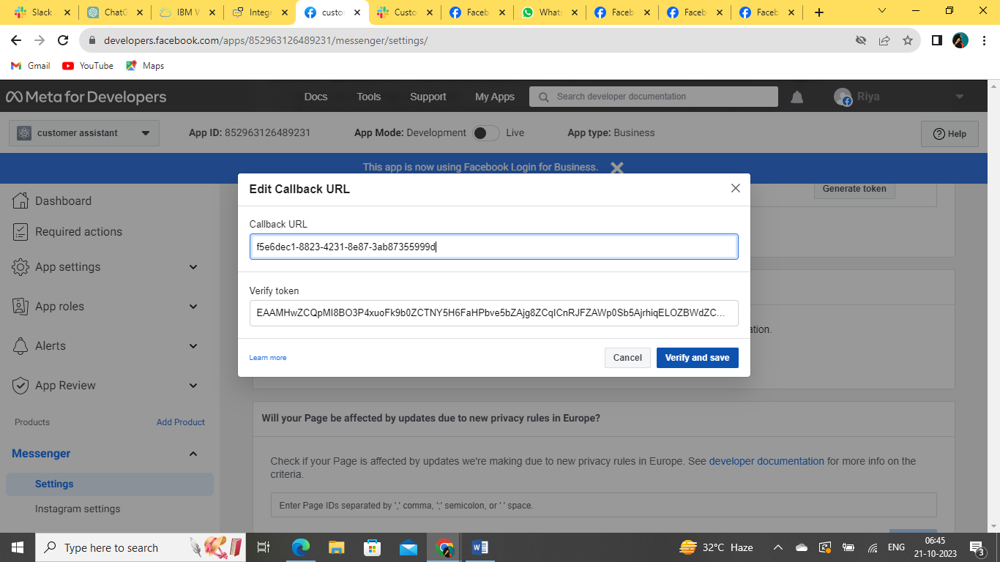 Slack
ChatG
IBM W
Integr
custo
Custo
Faceb
Whats
Faceb
Faceb
Faceb
developers.facebook.com/apps/852963126489231/messenger/settings/
Gmail
YouTube
Maps
Meta for Developers
Docs
Tools
Support
My Apps
Search developer documentation
Riya
customer assistant
App ID: 852963126489231
App Mode: Development
Live
App type: Business
Help
This app is now using Facebook Login for Business.
Dashboard
Required actions
App settings
App roles
Alerts
App Review
Products
Add Product
Messenger
Settings
Instagram settings
Generate token
Edit Callback URL
Callback URL
f5e6dec1-8823-4231-8e87-3ab87355999d
Verify token
EAAMHwZCQpMI8BO3P4xuoFk9b0ZCTNY5H6FaHPbve5bZAjg8ZCqICnRJFZAWp0Sb5AjrhiqELOZBWdZC...
Learn more
Cancel
Verify and save
ation.
Will your Page be affected by updates due to new privacy rules in Europe?
Check if your Page is affected by updates we're making due to new privacy rules in Europe. See developer documentation for more info on the
criteria.
Enter Page IDs separated by ',' comma, ';' semicolon, or ' ' space.
Type here to search
32°C Haze
ENG
06:45
21-10-2023
3